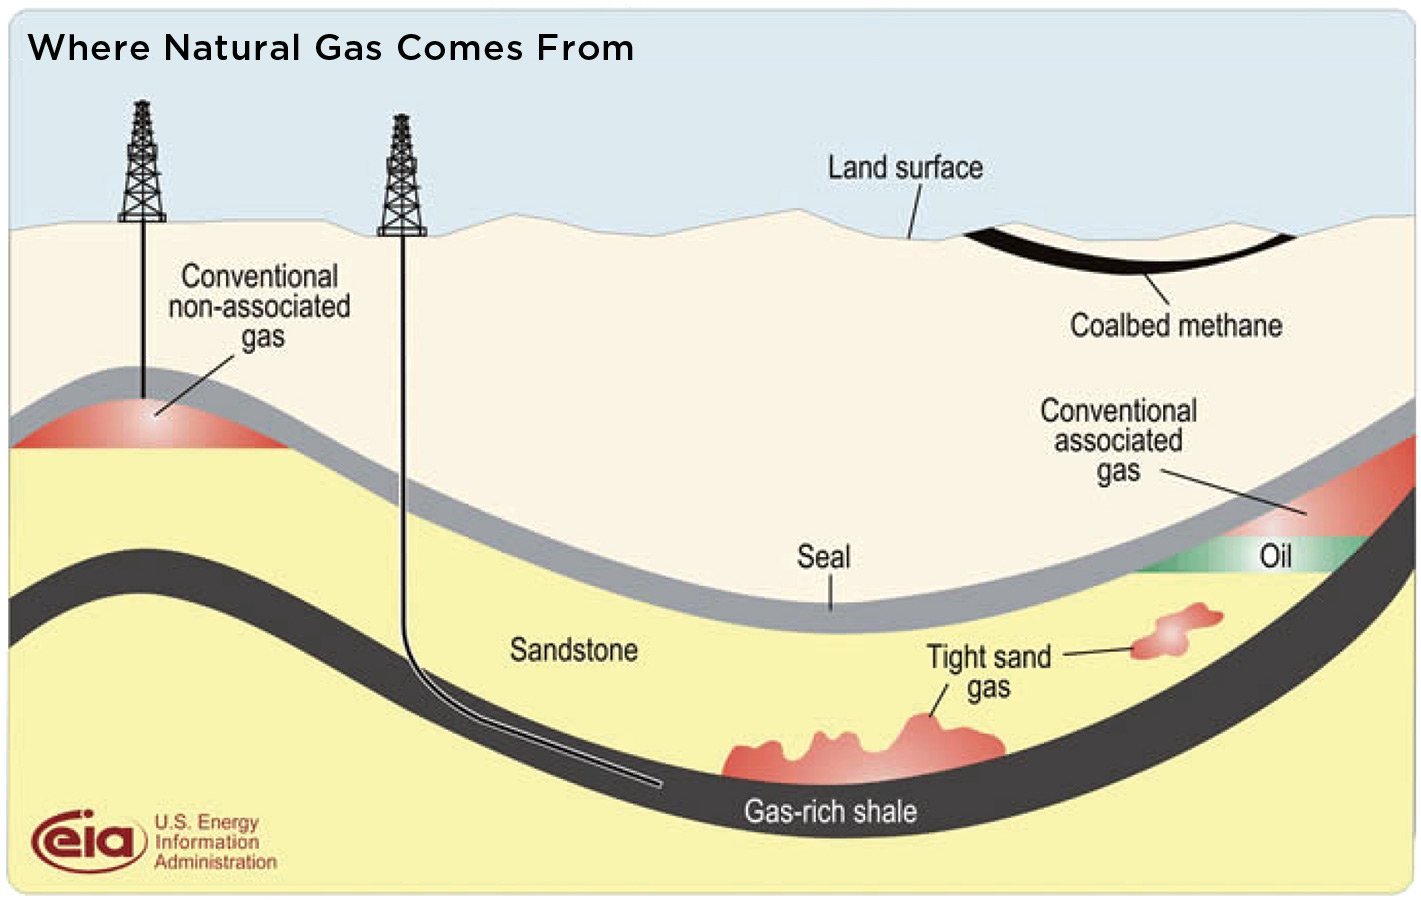 Where Natural Gas Comes From
Land surface
Conventional
non-associated
gas
Coalbed methane
Conventional
associated
gas
Seal
Oil
Sandstone
Tight sand
gas
Gas-rich shale
eia
U.S. Energy
Information
Administration